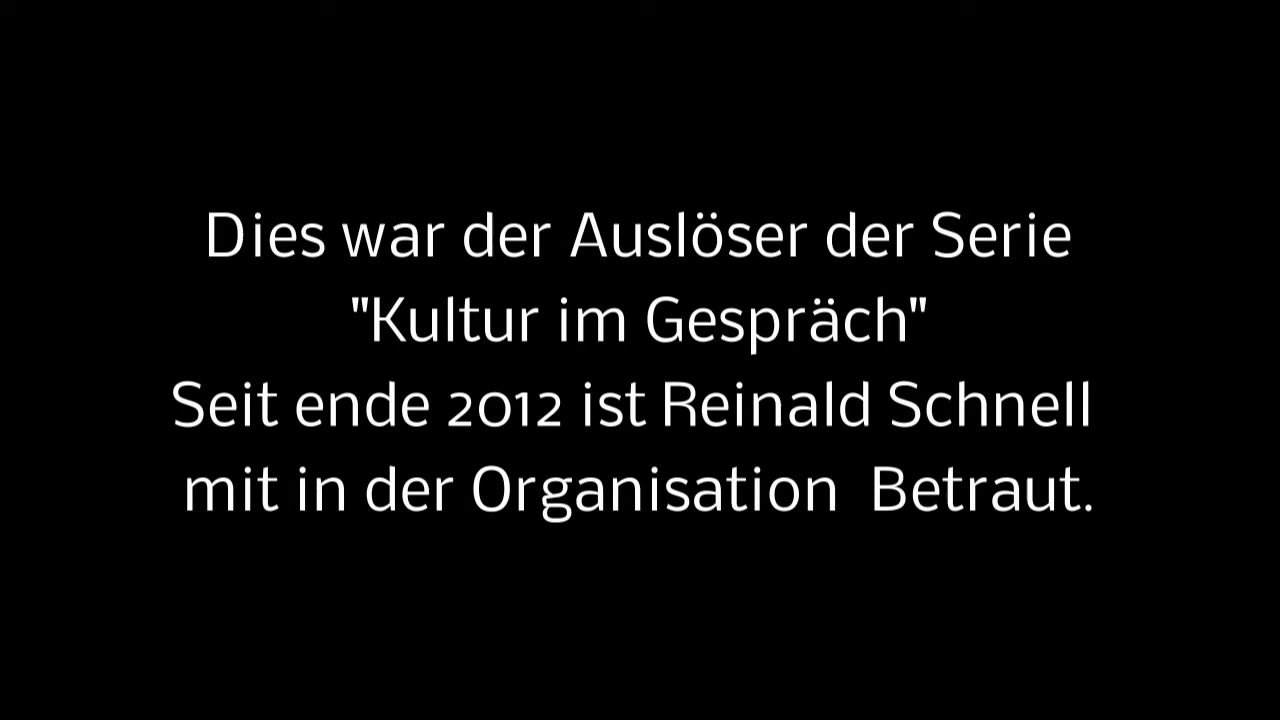 Dies war der Auslöser der Serie
"Kultur im Gespräch"
Seit ende 2012 ist Reinald Schnell
mit in der Organisation  Betraut.